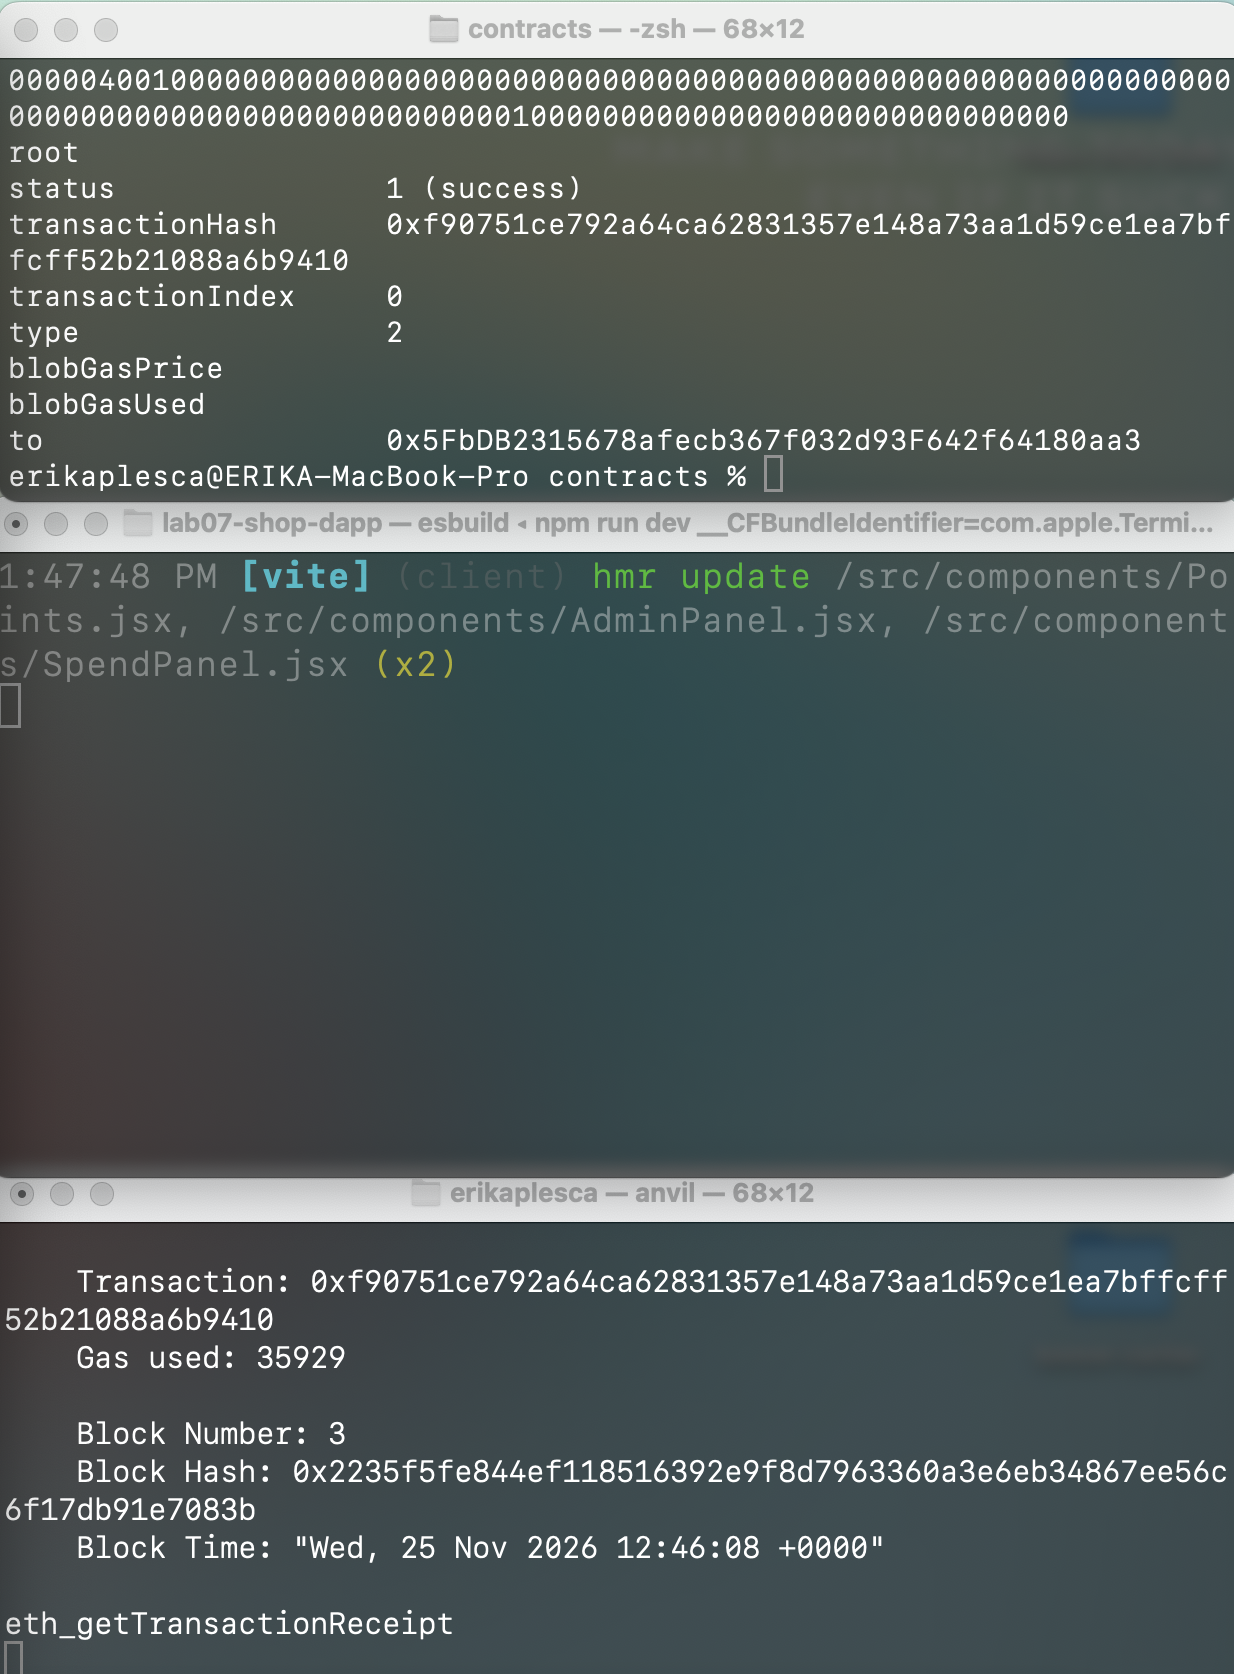 contracts — -zsh — 68×12
00000400100000000000000000000000000000000000000000000000000000000000
00000000000000000000000000001000000000000000000000000000000
root
status 1 (success)
transactionHash 0xf90751ce792a64ca62831357e148a73aa1d59ce1ea7bf
fcff52b21088a6b9410
transactionIndex 0
type 2
blobGasPrice
blobGasUsed
to 0x5FbDB2315678afecb367f032d93F642f64180aa3
erikaplesca@ERIKA-MacBook-Pro contracts %
lab07-shop-dapp — esbuild ◂ npm run dev __CFBundleIdentifier=com.apple.Termi...
1:47:48 PM [vite] (client) hmr update /src/components/Po
ints.jsx, /src/components/AdminPanel.jsx, /src/component
s/SpendPanel.jsx (x2)
erikaplesca — anvil — 68×12
Transaction: 0xf90751ce792a64ca62831357e148a73aa1d59ce1ea7bffcff
52b21088a6b9410
Gas used: 35929
Block Number: 3
Block Hash: 0x2235f5fe844ef118516392e9f8d7963360a3e6eb34867ee56c
6f17db91e7083b
Block Time: "Wed, 25 Nov 2026 12:46:08 +0000"
eth_getTransactionReceipt